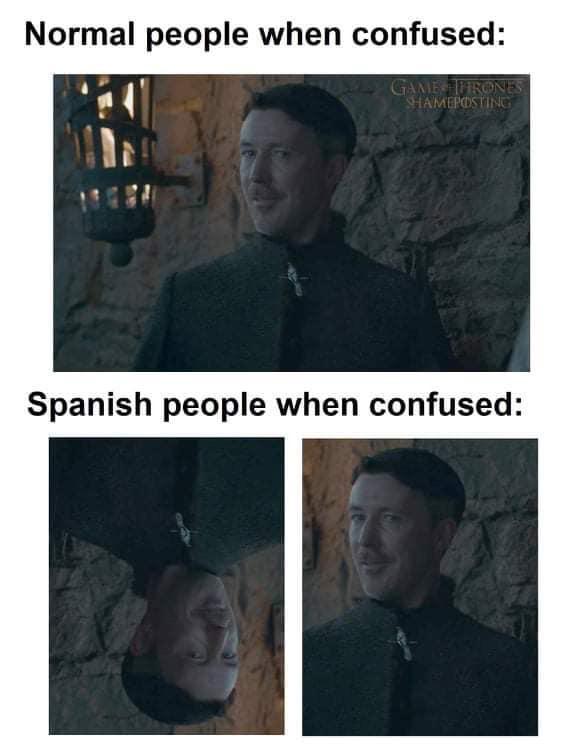 Normal people when confused:
GAME OF THRONES
SHAMEPOSTING
Spanish people when confused: